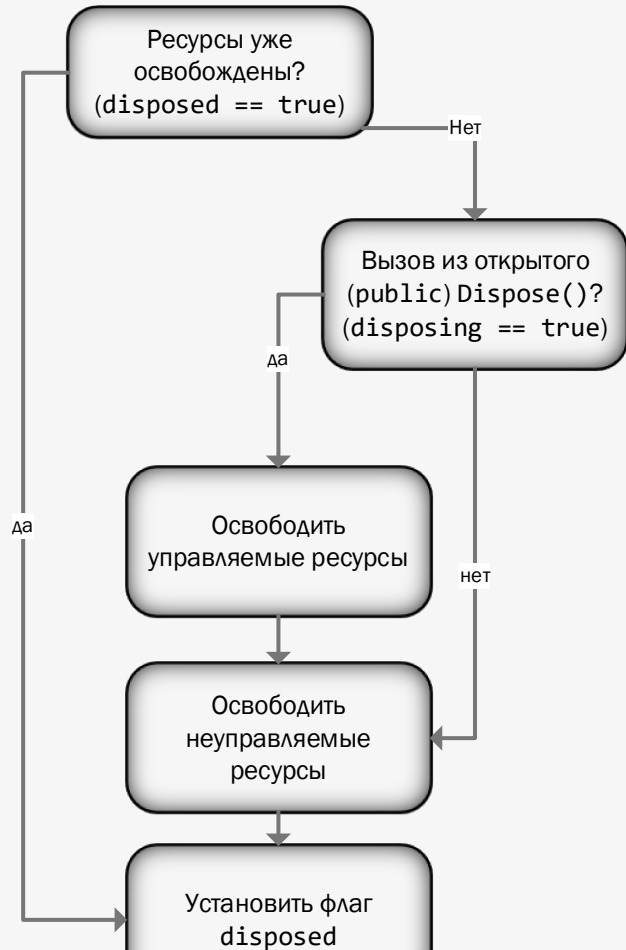 Ресурсы уже
освобождены?
(disposed == true)
Нет
Вызов из открытого
(public) Dispose()?
(disposing == true)
да
Освободить
управляемые ресурсы
да
нет
Освободить
неуправляемые
ресурсы
Установить флаг
disposed